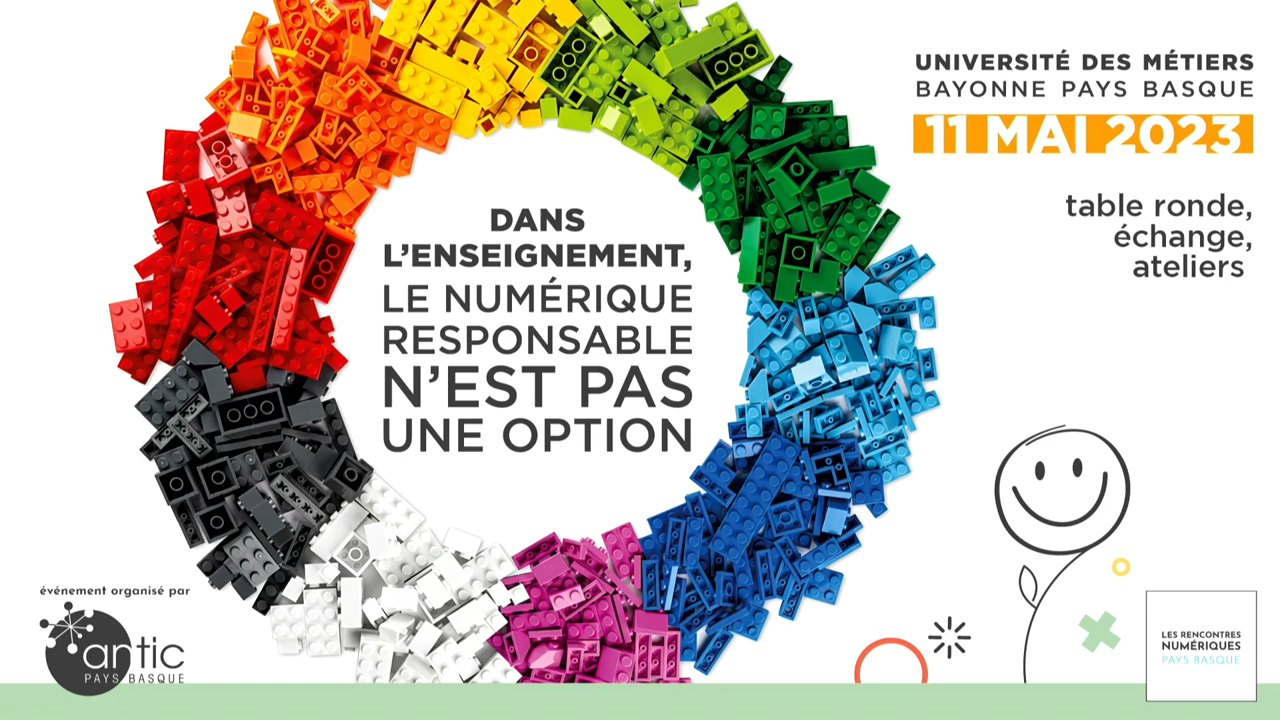 UNIVERSITÉ DES MÉTIERS
BAYONNE PAYS BASQUE
11 MAI 2023
table ronde,
échange,
ateliers
DANS
L'ENSEIGNEMENT,
LE NUMÉRIQUE
RESPONSABLE
N'EST PAS
UNE OPTION
événement organisé par
antic
PAYS BASQUE
LES RENCONTRES
NUMÉRIQUES
PAYS BASQUE